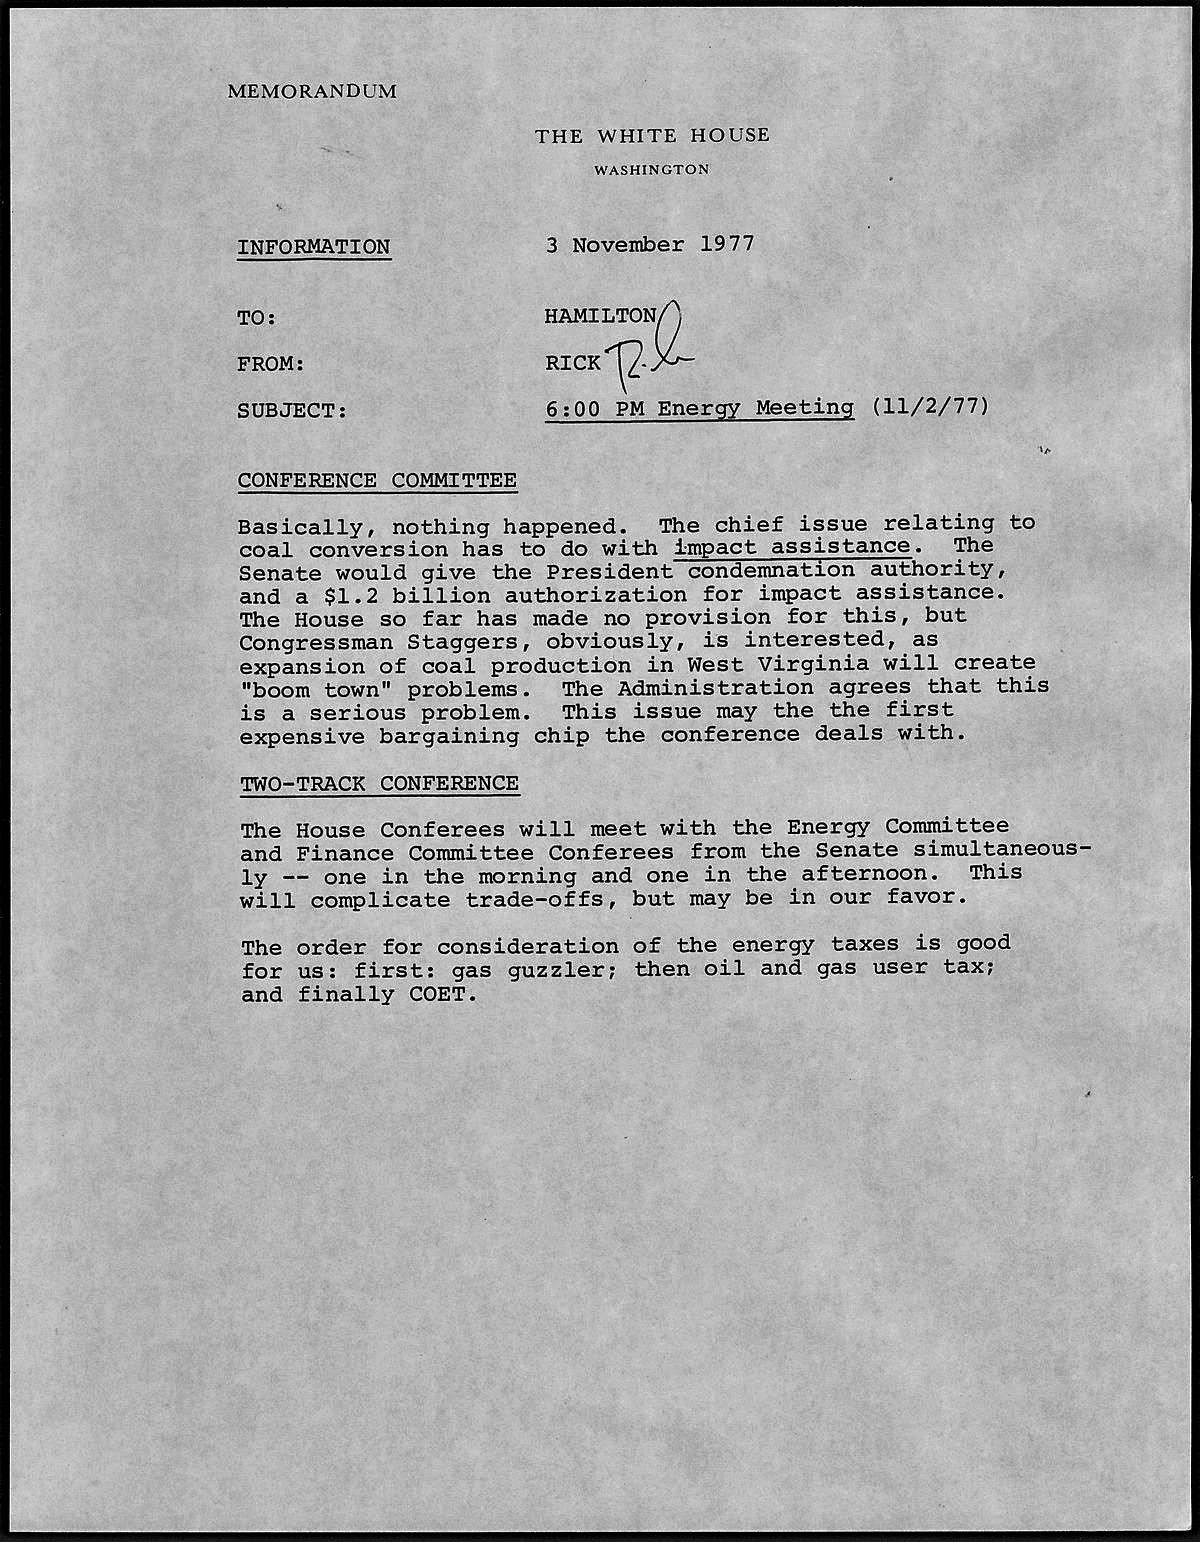 MEMORANDUM
THE WHITE HOUSE
WASHINGTON
INFORMATION 3 November 1977
TO: HAMILTON
FROM: RICK Rick
SUBJECT: 6:00 PM Energy Meeting (11/2/77)
CONFERENCE COMMITTEE
Basically, nothing happened. The chief issue relating to
coal conversion has to do with impact assistance. The
Senate would give the President condemnation authority,
and a $1.2 billion authorization for impact assistance.
The House so far has made no provision for this, but
Congressman Staggers, obviously, is interested, as
expansion of coal production in West Virginia will create
"boom town" problems. The Administration agrees that this
is a serious problem. This issue may the the first
expensive bargaining chip the conference deals with.
TWO-TRACK CONFERENCE
The House Conferees will meet with the Energy Committee
and Finance Committee Conferees from the Senate simultaneous-
ly -- one in the morning and one in the afternoon. This
will complicate trade-offs, but may be in our favor.
The order for consideration of the energy taxes is good
for us: first: gas guzzler; then oil and gas user tax;
and finally COET.